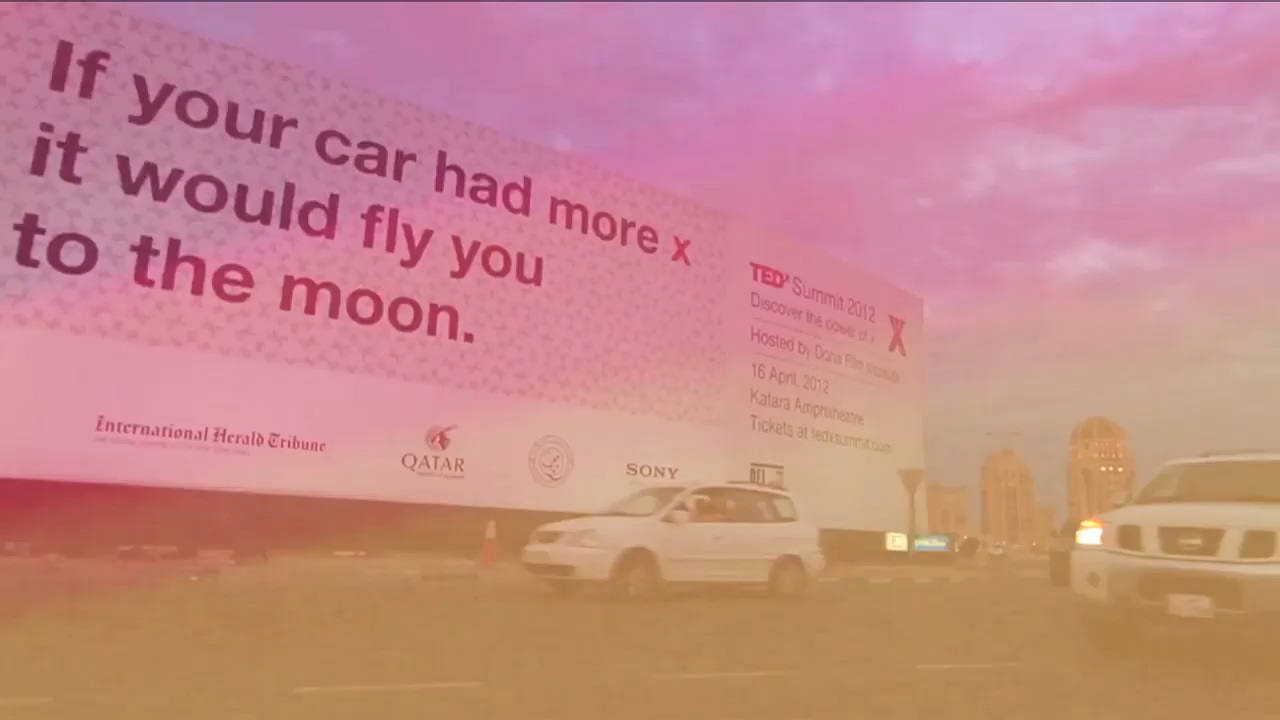 If your car had more x
it would fly you
to the moon.
TEDx Summit 2012
Discover the power of x
X
Hosted by Doha Film Institute
16 April, 2012
Katara Amphitheatre
Tickets at tedxsummit.com
International Herald Tribune
QATAR
SONY